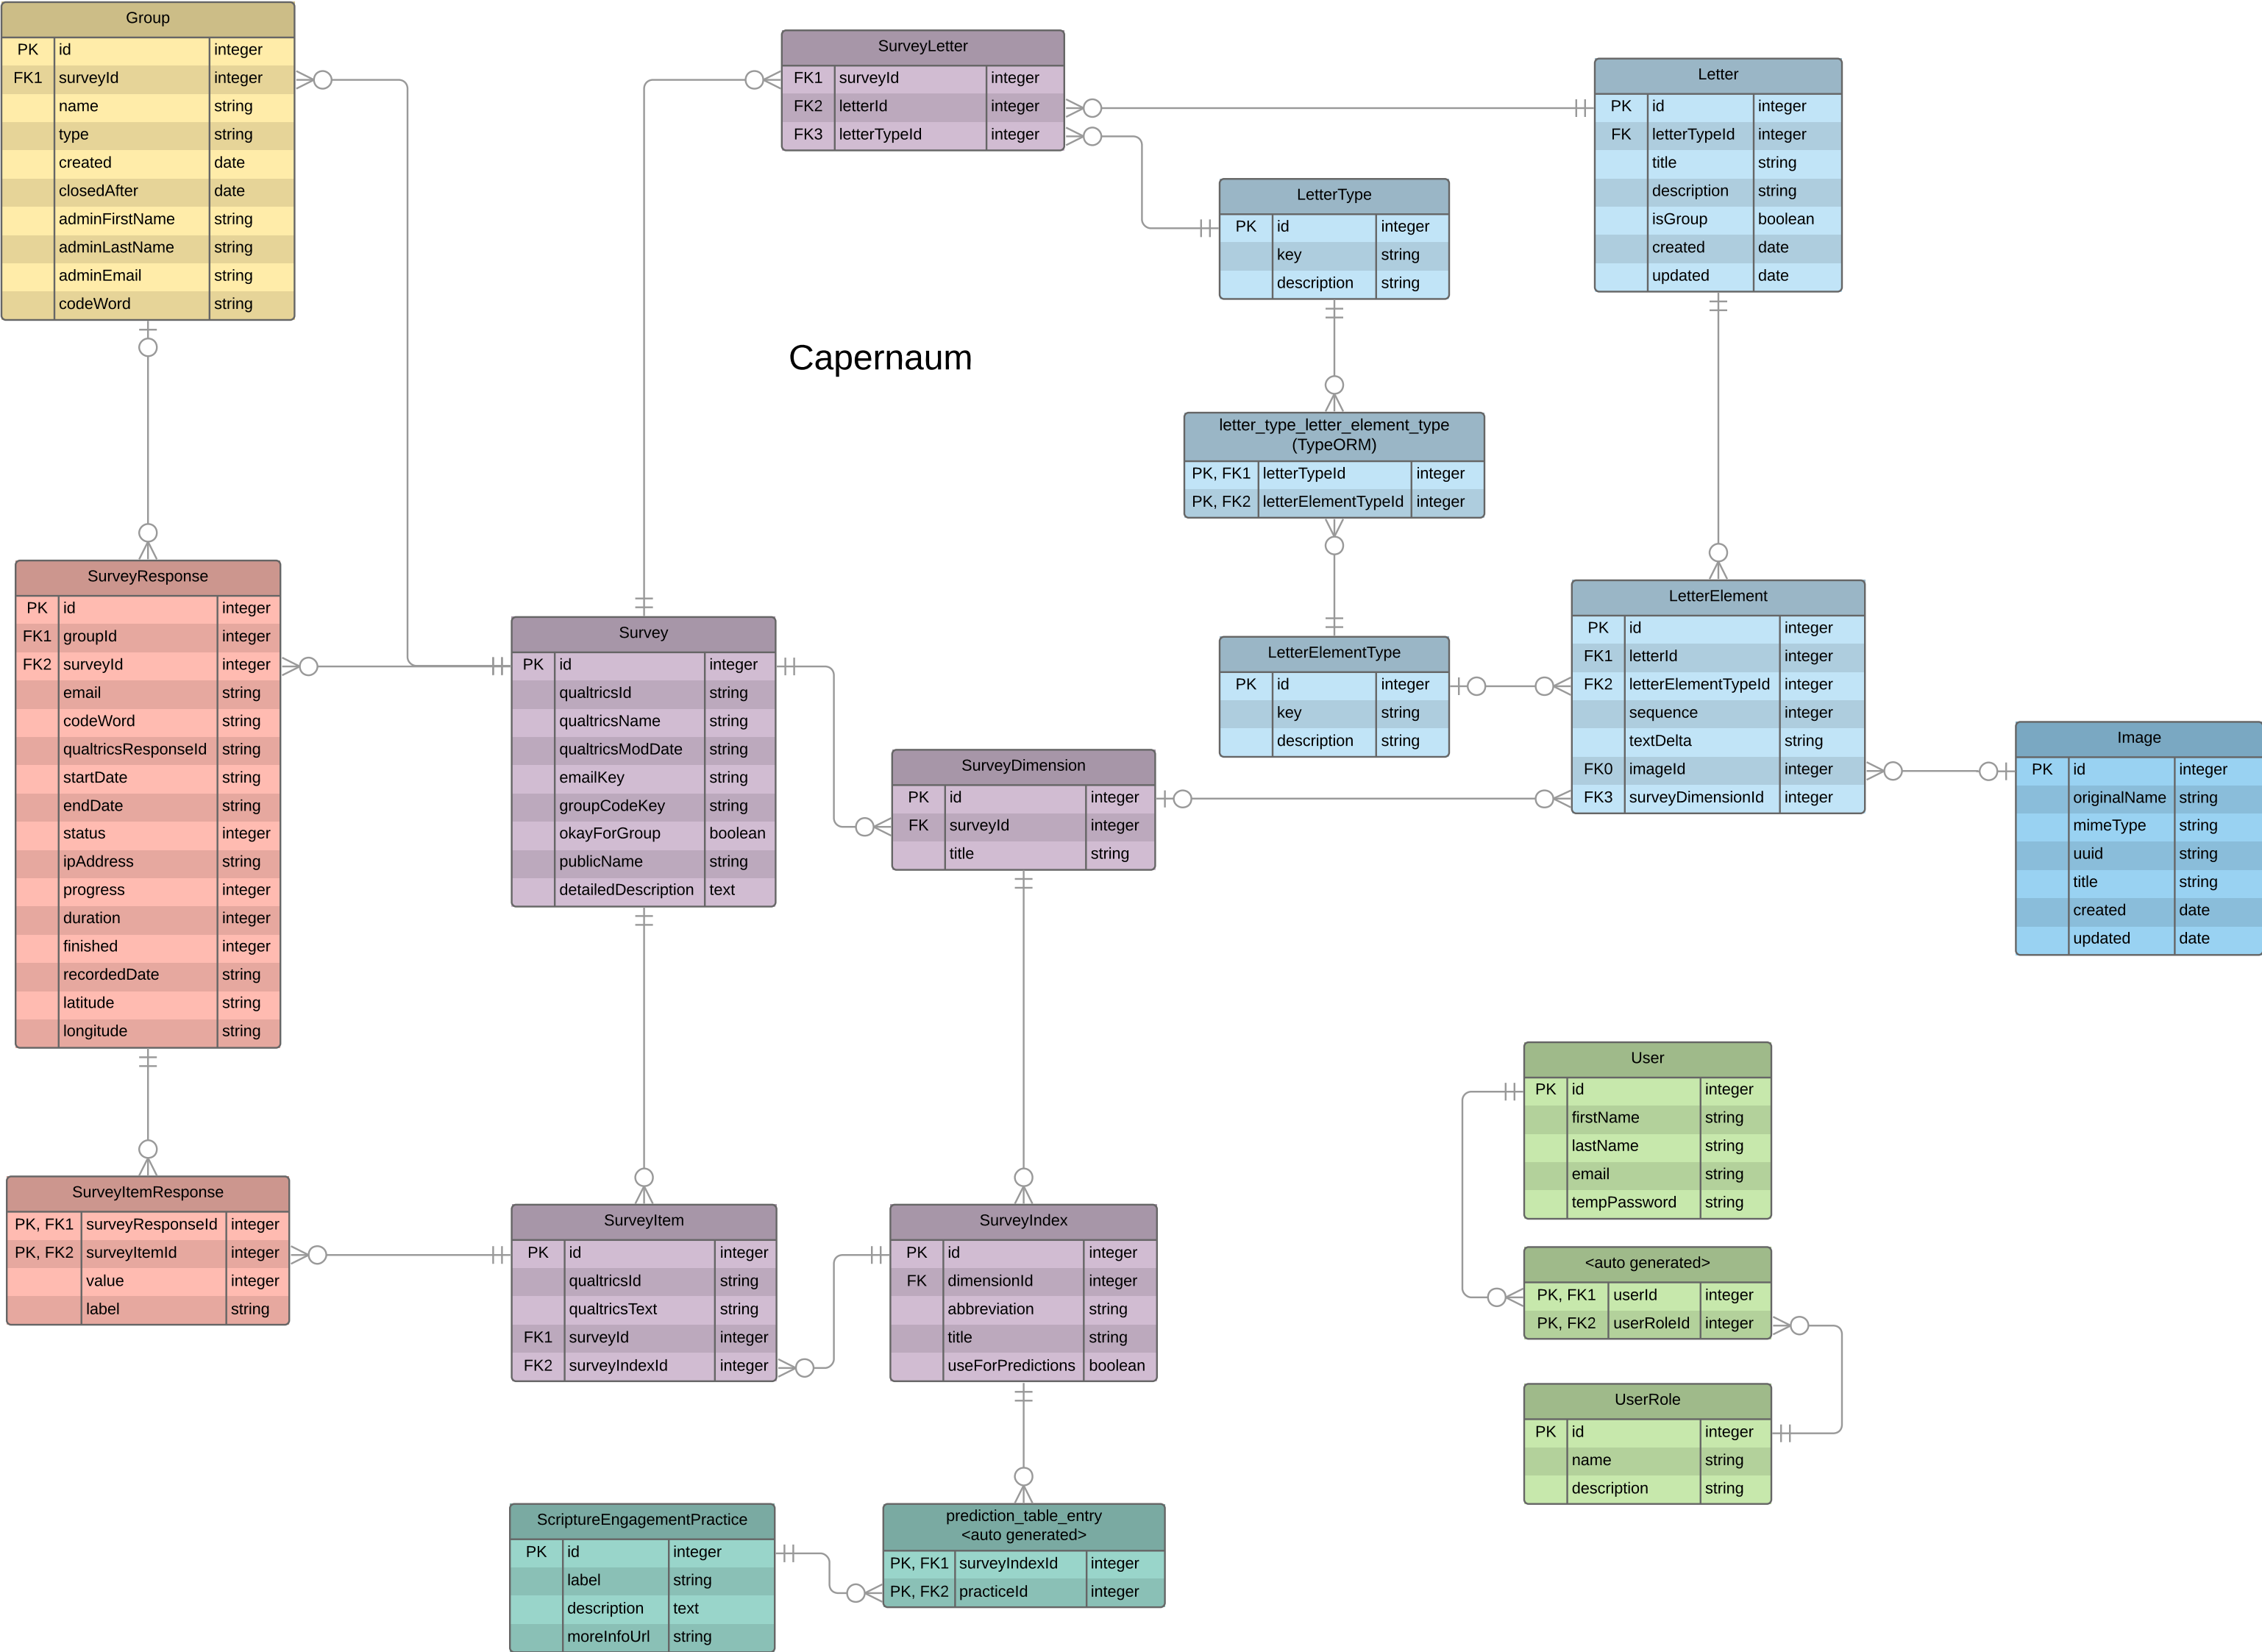 Group
PK id integer
FK1 surveyId integer
name string
type string
created date
closedAfter date
adminFirstName string
adminLastName string
adminEmail string
codeWord string
SurveyLetter
FK1 surveyId integer
FK2 letterId integer
FK3 letterTypeId integer
Letter
PK id integer
FK letterTypeId integer
title string
description string
isGroup boolean
created date
updated date
LetterType
PK id integer
key string
description string
Capernaum
letter_type_letter_element_type
(TypeORM)
PK, FK1 letterTypeId integer
PK, FK2 letterElementTypeId integer
SurveyResponse
PK id integer
FK1 groupId integer
FK2 surveyId integer
email string
codeWord string
qualtricsResponseId string
startDate string
endDate string
status integer
ipAddress string
progress integer
duration integer
finished integer
recordedDate string
latitude string
longitude string
Survey
PK id integer
qualtricsId string
qualtricsName string
qualtricsModDate string
emailKey string
groupCodeKey string
okayForGroup boolean
publicName string
detailedDescription text
LetterElementType
PK id integer
key string
description string
LetterElement
PK id integer
FK1 letterId integer
FK2 letterElementTypeId integer
sequence integer
textDelta string
FK0 imageId integer
FK3 surveyDimensionId integer
SurveyDimension
PK id integer
FK surveyId integer
title string
Image
PK id integer
originalName string
mimeType string
uuid string
title string
created date
updated date
User
PK id integer
firstName string
lastName string
email string
tempPassword string
SurveyItemResponse
PK, FK1 surveyResponseId integer
PK, FK2 surveyItemId integer
value integer
label string
SurveyItem
PK id integer
qualtricsId string
qualtricsText string
FK1 surveyId integer
FK2 surveyIndexId integer
SurveyIndex
PK id integer
FK dimensionId integer
abbreviation string
title string
useForPredictions boolean
<auto generated>
PK, FK1 userId integer
PK, FK2 userRoleId integer
UserRole
PK id integer
name string
description string
ScriptureEngagementPractice
PK id integer
label string
description text
moreInfoUrl string
prediction_table_entry
<auto generated>
PK, FK1 surveyIndexId integer
PK, FK2 practiceId integer